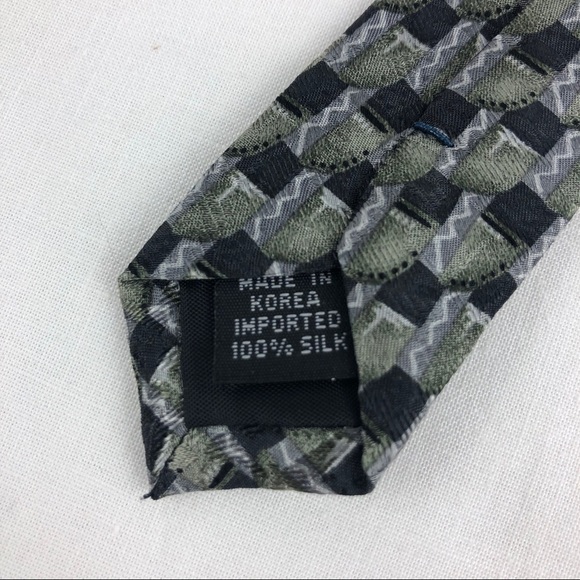 MADE IN
KOREA
IMPORTED
100% SILK